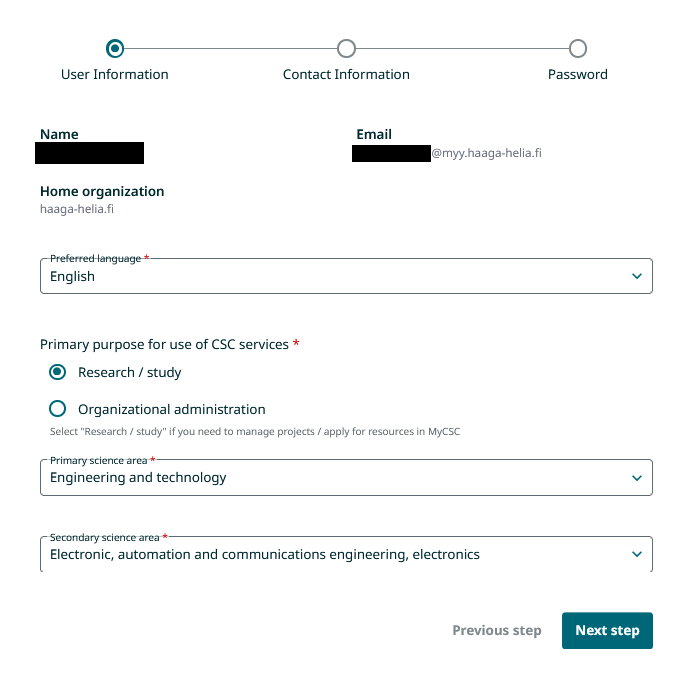 User Information
Contact Information
Password
Name
Email
@myy.haaga-helia.fi
Home organization
haaga-helia.fi
Preferred language *
English
Primary purpose for use of CSC services *
Research / study
Organizational administration
Select "Research / study" if you need to manage projects / apply for resources in MyCSC
Primary science area *
Engineering and technology
Secondary science area *
Electronic, automation and communications engineering, electronics
Previous step
Next step